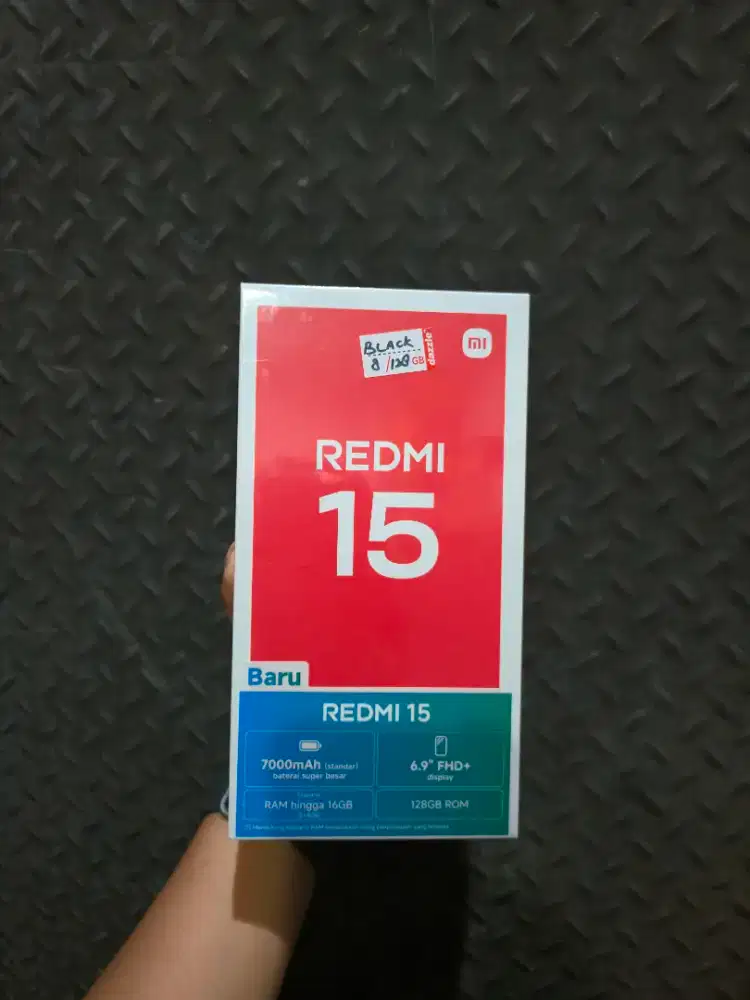 BLACK
8/128 GB
dazzle
mi
REDMI
15
Baru
REDMI 15
7000mAh (standar)
baterai super besar
6.9" FHD+
display
RAM hingga 16GB
128GB ROM